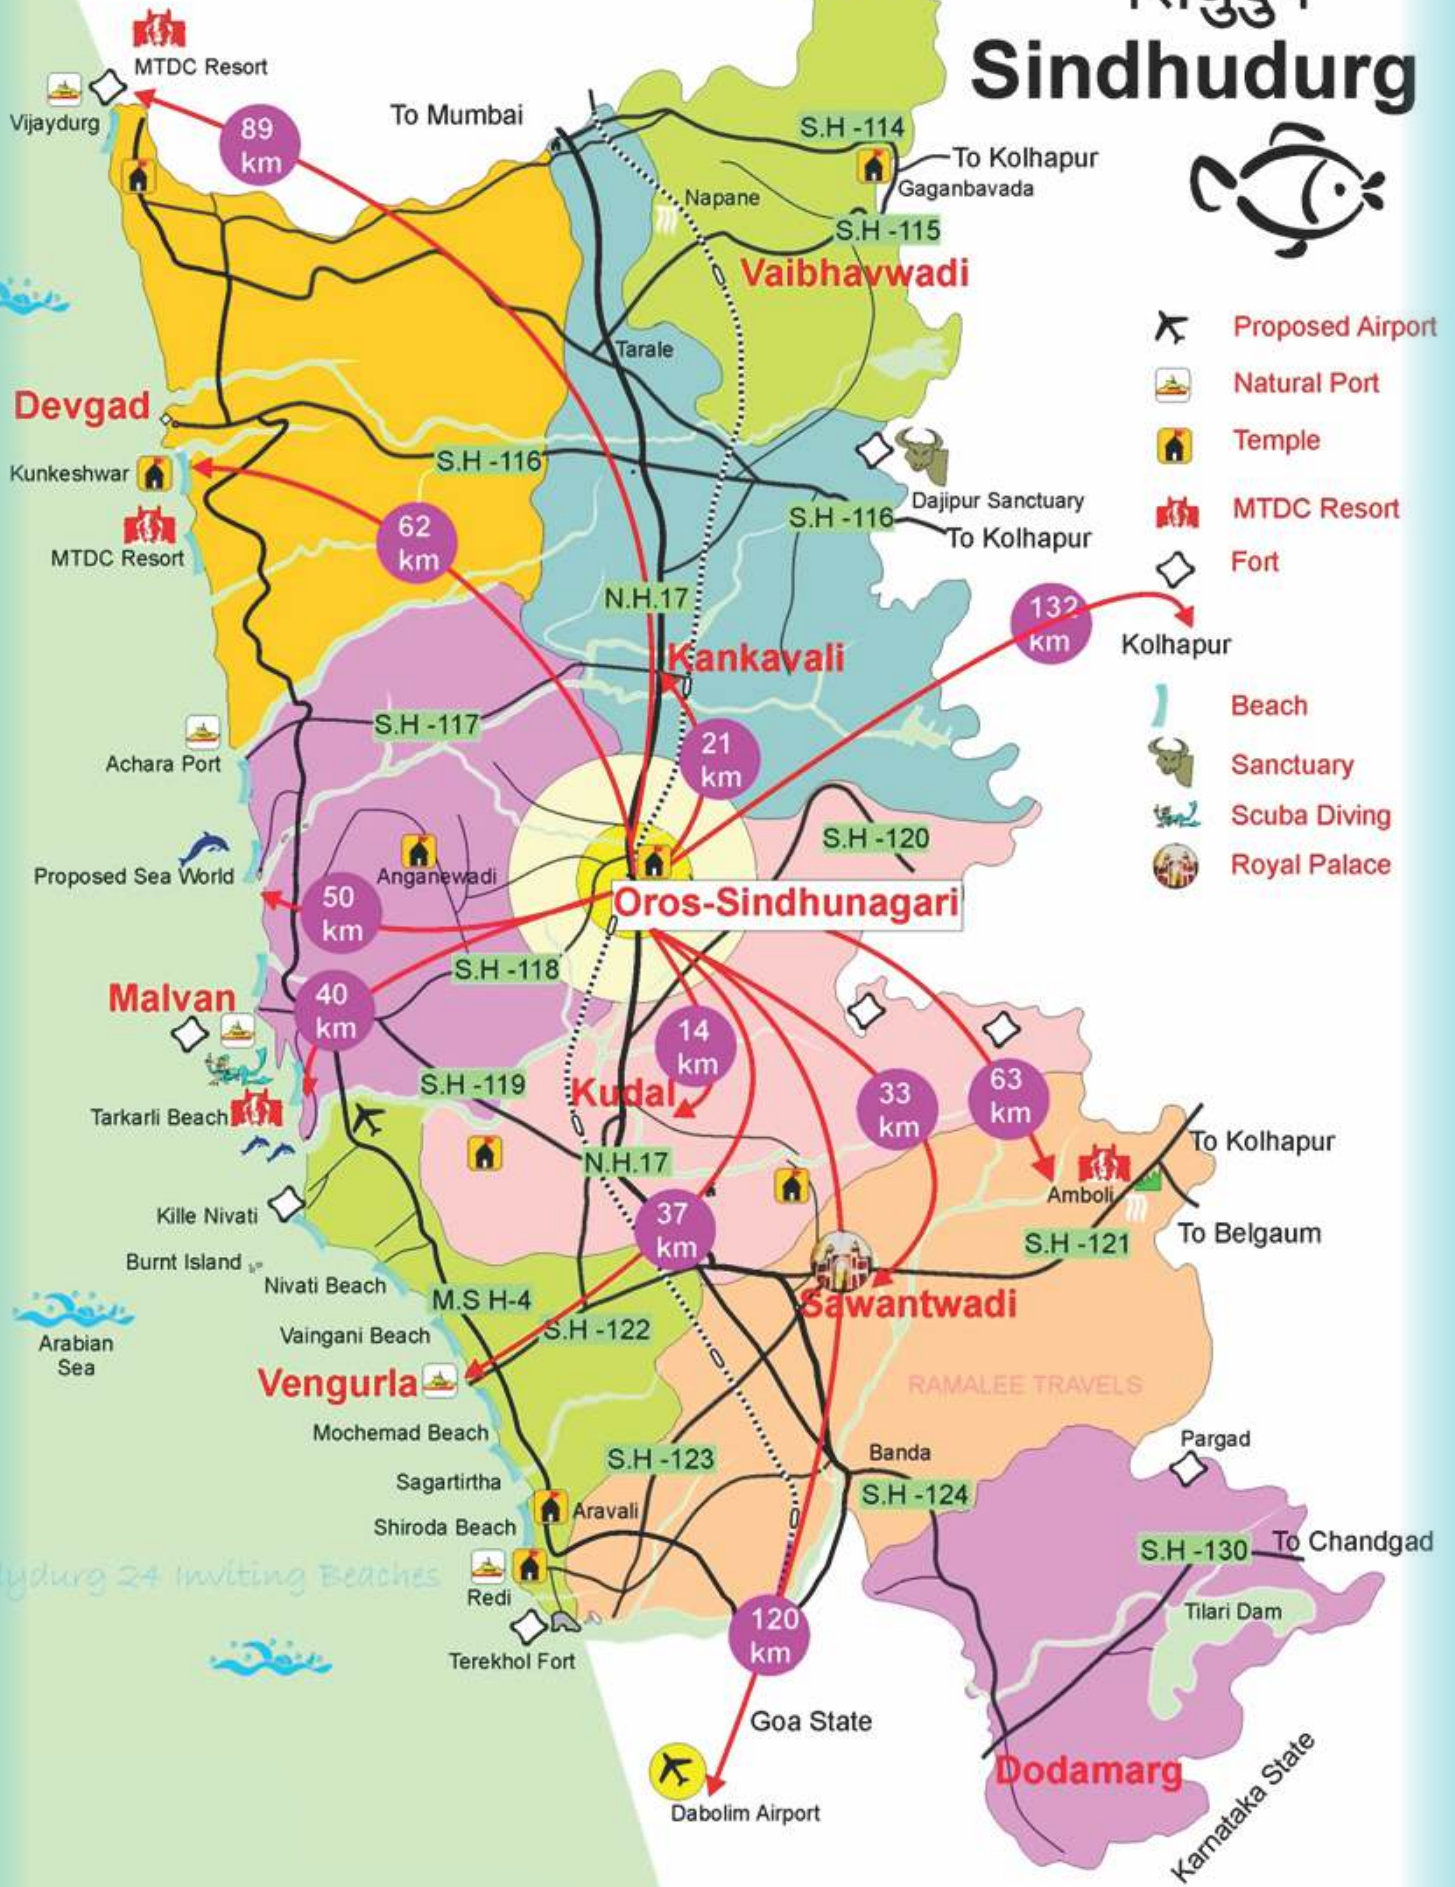 Sindhudurg
MTDC Resort
Vijaydurg
89
km
To Mumbai
S.H -114
To Kolhapur
Gaganbavada
Napane
S.H -115
Vaibhavwadi
Tarale
Proposed Airport
Natural Port
Temple
MTDC Resort
Fort
Devgad
Kunkeshwar
MTDC Resort
S.H -116
62
km
Dajipur Sanctuary
S.H -116
To Kolhapur
N.H.17
132
km
Kolhapur
Kankavali
Beach
Sanctuary
Scuba Diving
Royal Palace
S.H -117
Achara Port
21
km
S.H -120
Proposed Sea World
Anganewadi
50
km
Oros-Sindhunagari
S.H -118
Malvan
40
km
14
km
Kudal
S.H -119
33
km
63
km
Tarkarli Beach
N.H.17
To Kolhapur
Amboli
To Belgaum
S.H -121
Kille Nivati
37
km
Burnt Island
Nivati Beach
M.S H-4
Sawantwadi
Arabian
Sea
Vaingani Beach
S.H -122
Vengurla
RAMALEE TRAVELS
Mochemad Beach
S.H -123
Banda
Pargad
Sagartirtha
S.H -124
Aravali
Shiroda Beach
S.H -130
To Chandgad
24 Inviting Beaches
Redi
Tilari Dam
Terekhol Fort
120
km
Goa State
Dodamarg
Dabolim Airport
Karnataka State